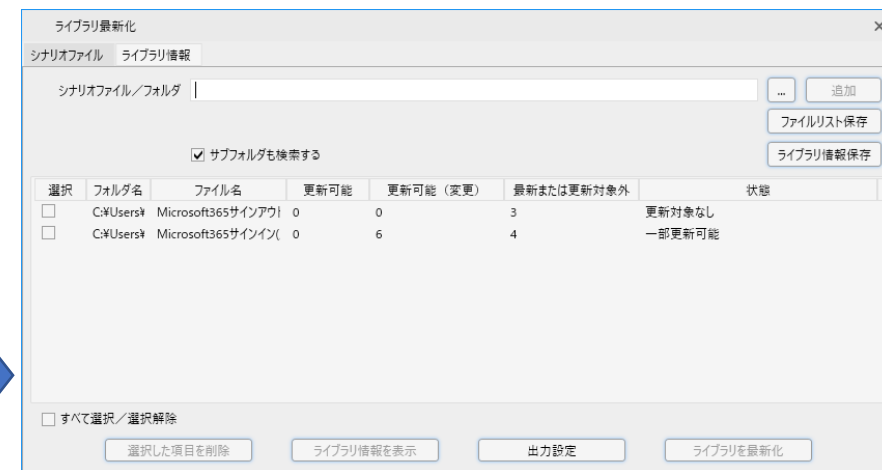 ライブラリ最新化
シナリオファイル ライブラリ情報
シナリオファイル／フォルダ ... 追加
ファイルリスト保存
サブフォルダも検索する ライブラリ情報保存
選択 フォルダ名 ファイル名 更新可能 更新可能（変更） 最新または更新対象外 状態
C:¥Users¥ Microsoft365サインアウト 0 0 3 更新対象なし
C:¥Users¥ Microsoft365サインイン( 0 6 4 一部更新可能
すべて選択／選択解除
選択した項目を削除 ライブラリ情報を表示 出力設定 ライブラリを最新化